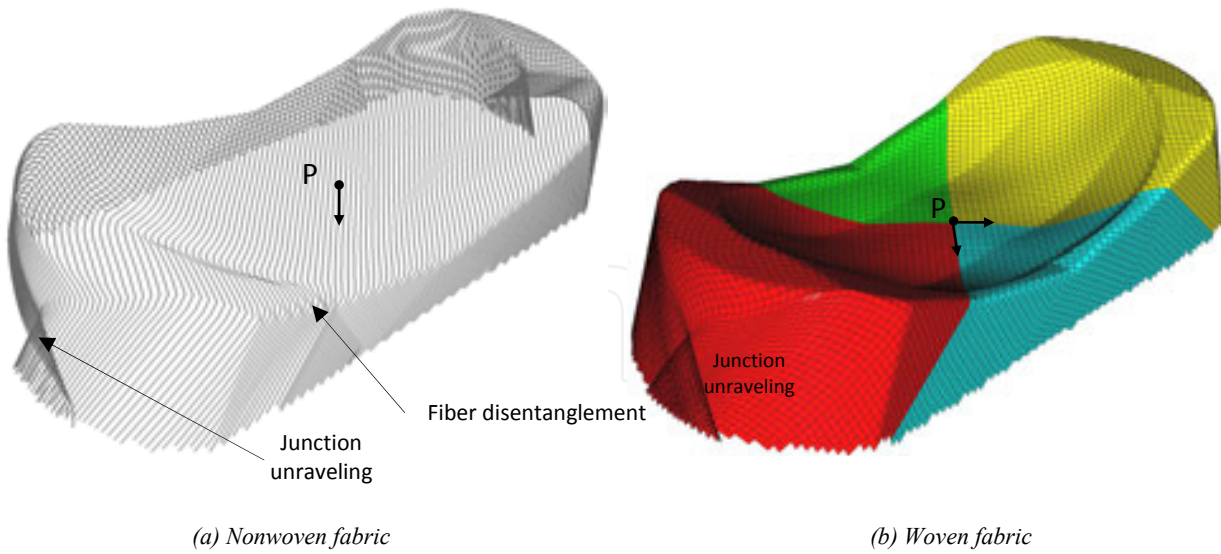 P
P
Junction
unraveling
Fiber disentanglement
Junction
unraveling
(a) Nonwoven fabric
(b) Woven fabric